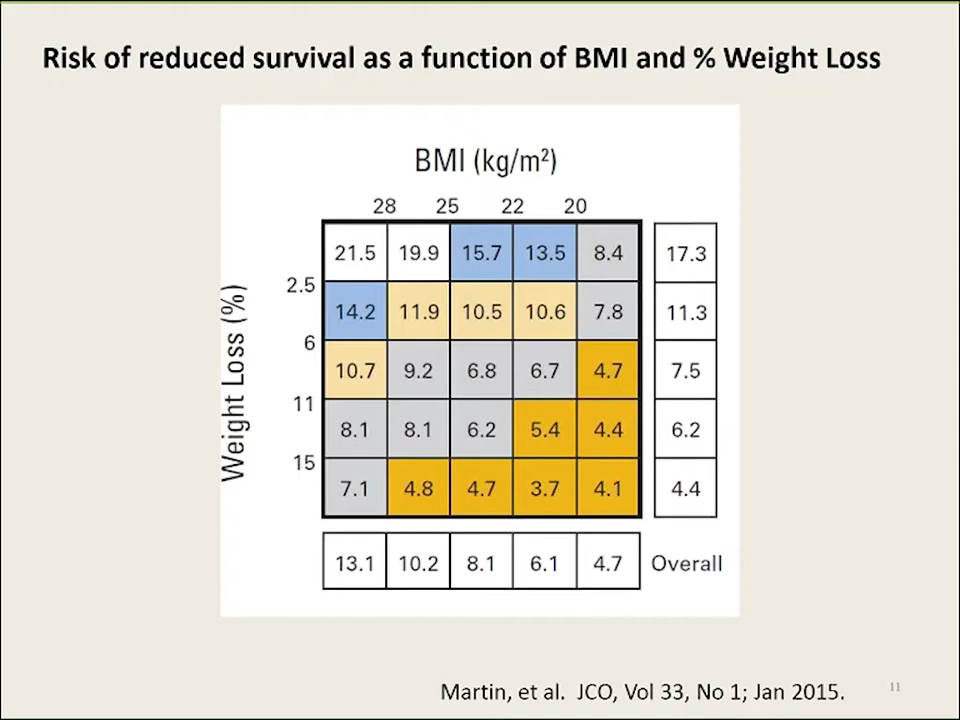 Risk of reduced survival as a function of BMI and % Weight Loss
BMI (kg/m²)
28 25 22 20
Weight Loss (%)
21.5 19.9 15.7 13.5 8.4 17.3
2.5
14.2 11.9 10.5 10.6 7.8 11.3
6
10.7 9.2 6.8 6.7 4.7 7.5
11
8.1 8.1 6.2 5.4 4.4 6.2
15
7.1 4.8 4.7 3.7 4.1 4.4
13.1 10.2 8.1 6.1 4.7 Overall
Martin, et al. JCO, Vol 33, No 1; Jan 2015.
11